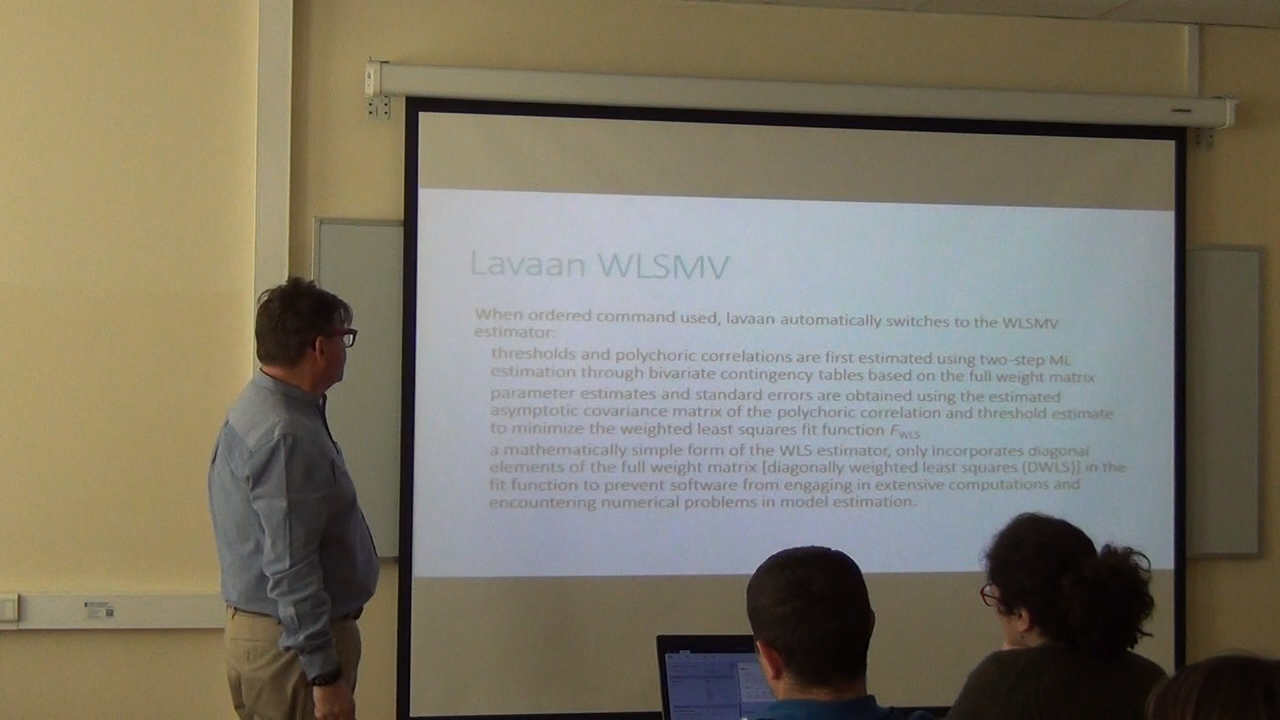 Lavaan WLSMV
When ordered command used, lavaan automatically switches to the WLSMV
estimator:
thresholds and polychoric correlations are first estimated using two-step ML
estimation through bivariate contingency tables based on the full weight matrix
parameter estimates and standard errors are obtained using the estimated
asymptotic covariance matrix of the polychoric correlation and threshold estimate
to minimize the weighted least squares fit function F WLS
a mathematically simple form of the WLS estimator, only incorporates diagonal
elements of the full weight matrix [diagonally weighted least squares (DWLS)] in the
fit function to prevent software from engaging in extensive computations and
encountering numerical problems in model estimation.